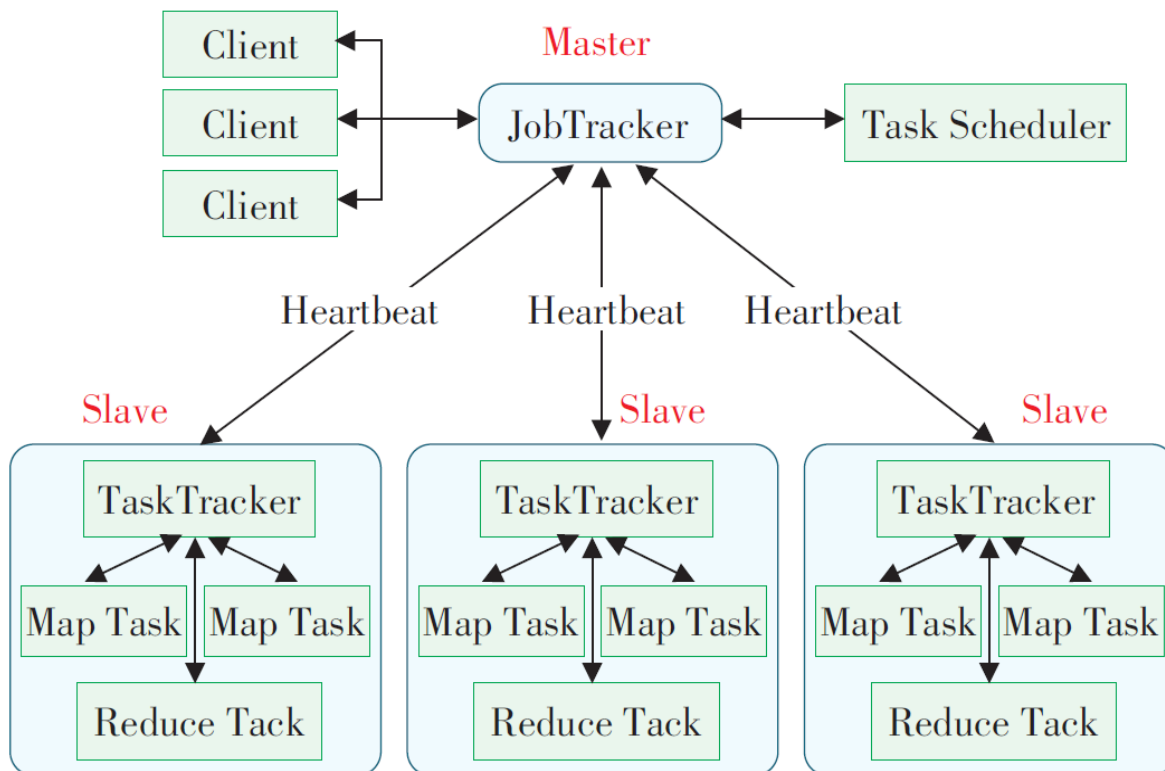 Client
Master
Client
JobTracker
Task Scheduler
Client
Heartbeat
Heartbeat
Heartbeat
Slave
Slave
Slave
TaskTracker
TaskTracker
TaskTracker
Map Task
Map Task
Map Task
Map Task
Map Task
Map Task
Reduce Tack
Reduce Tack
Reduce Tack